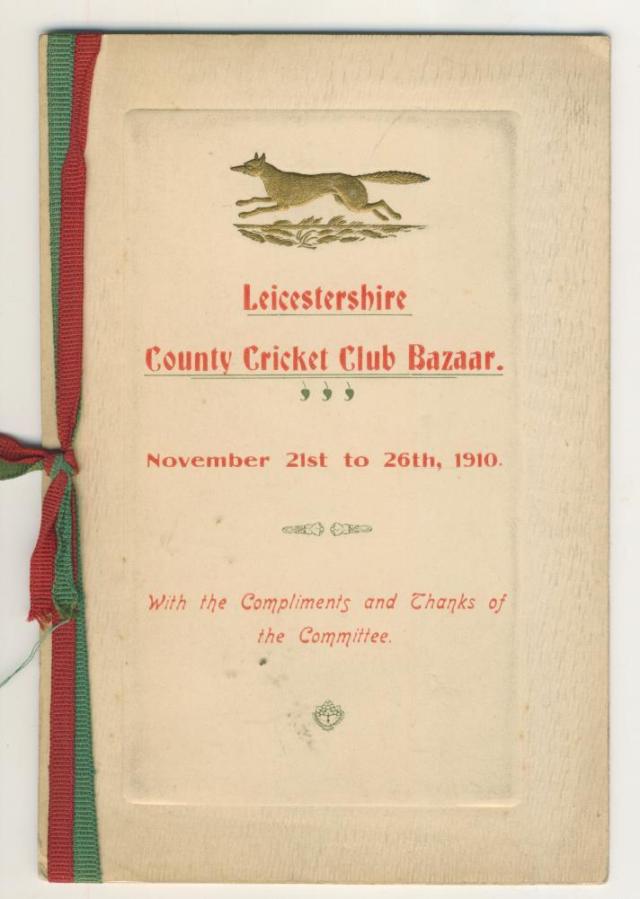 Leicestershire
County Cricket Club Bazaar.
November 21st to 26th, 1910.
With the Compliments and Thanks of
the Committee.